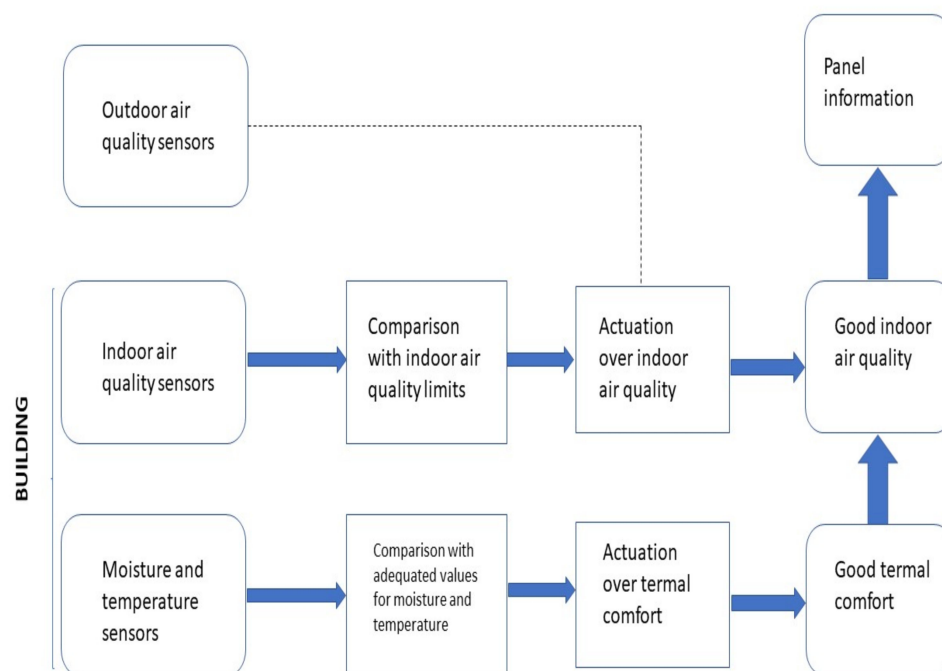 Outdoor air
quality sensors
Panel
information
BUILDING
Indoor air
quality sensors
Comparison
with indoor air
quality limits
Actuation
over indoor
air quality
Good indoor
air quality
Moisture and
temperature
sensors
Comparison with
adequated values
for moisture and
temperature
Actuation
over termal
comfort
Good termal
comfort